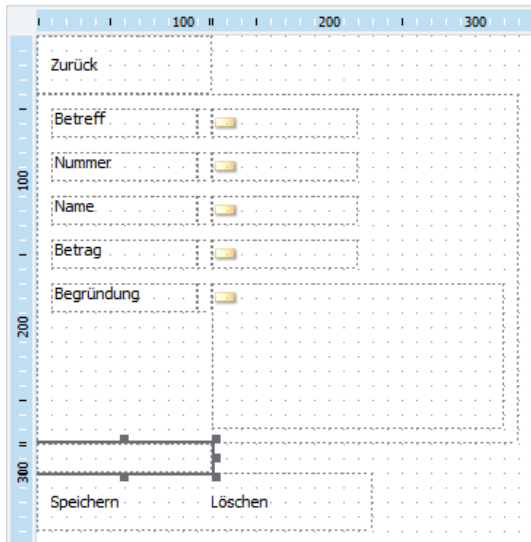 100 200 300
Zurück
Betreff
Nummer
100
Name
Betrag
Begründung
200
300
Speichern Löschen